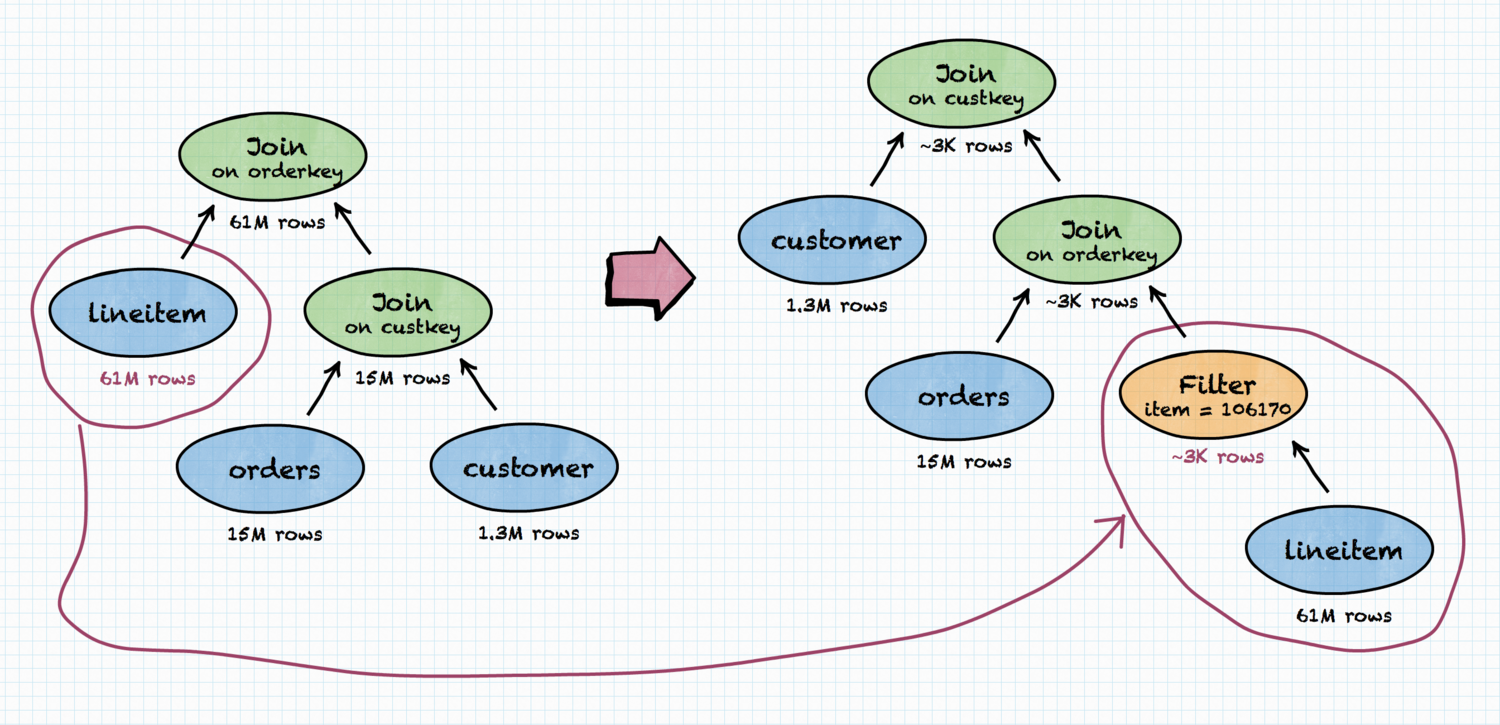 Join
on orderkey
61M rows
lineitem
61M rows
Join
on custkey
15M rows
orders
15M rows
customer
1.3M rows
Join
on custkey
~3K rows
customer
1.3M rows
Join
on orderkey
~3K rows
orders
15M rows
Filter
item = 106170
~3K rows
lineitem
61M rows